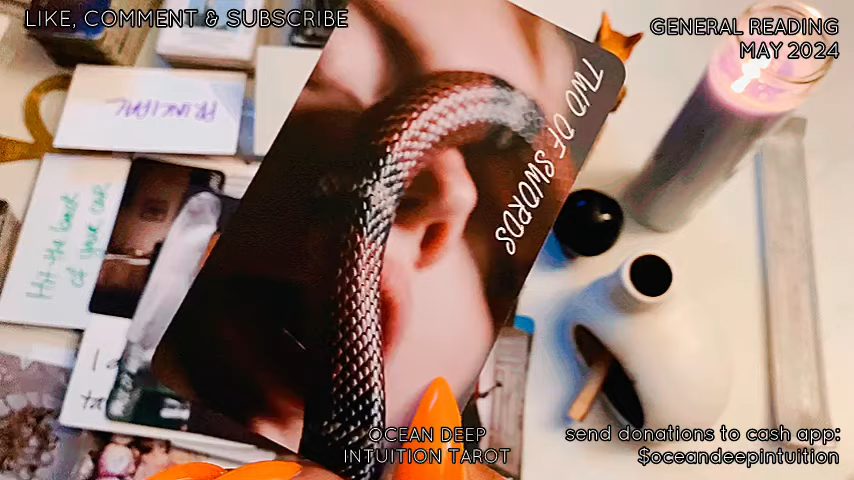 LIKE, COMMENT & SUBSCRIBE
GENERAL READING
MAY 2024
TWO OF SWORDS
PRINCIPAL
Hit the back
of your car
I
OCEAN DEEP
INTUITION TAROT
send donations to cash app:
$oceandeepintuition